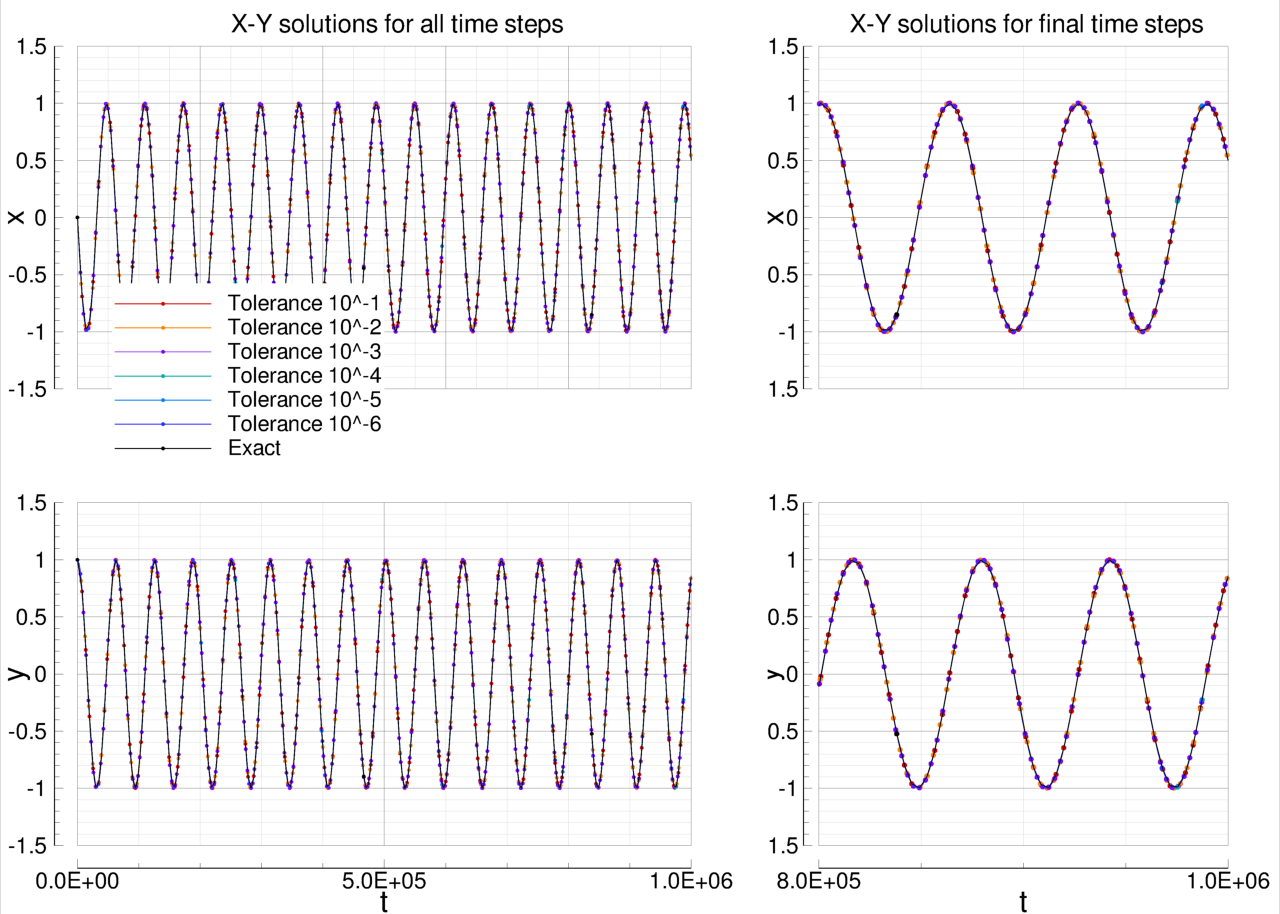 X-Y solutions for all time steps
1.5
1
0.5
x 0
-0.5
-1
-1.5
Tolerance 10^-1
Tolerance 10^-2
Tolerance 10^-3
Tolerance 10^-4
Tolerance 10^-5
Tolerance 10^-6
Exact
X-Y solutions for final time steps
1.5
1
0.5
x 0
0.5
-1
-1.5
1.5
1
0.5
y 0
-0.5
-1
-1.5
0.0E+00 5.0E+05 1.0E+06
t
1.5
1
0.5
y 0
0.5
-1
-1.5
8.0E+05 1.0E+06
t